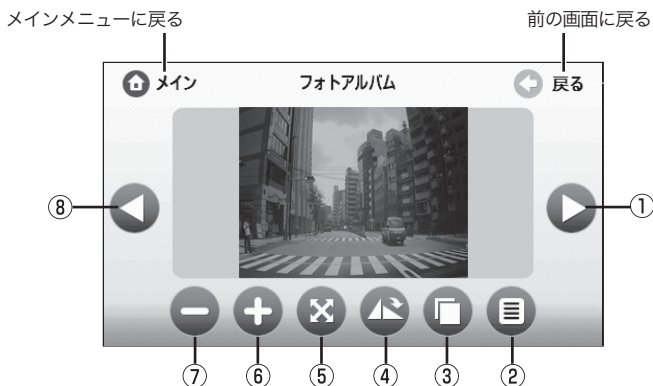 メインメニューに戻る
前の画面に戻る
メイン
フォトアルバム
戻る
⑧
①
⑦
⑥
⑤
④
③
②